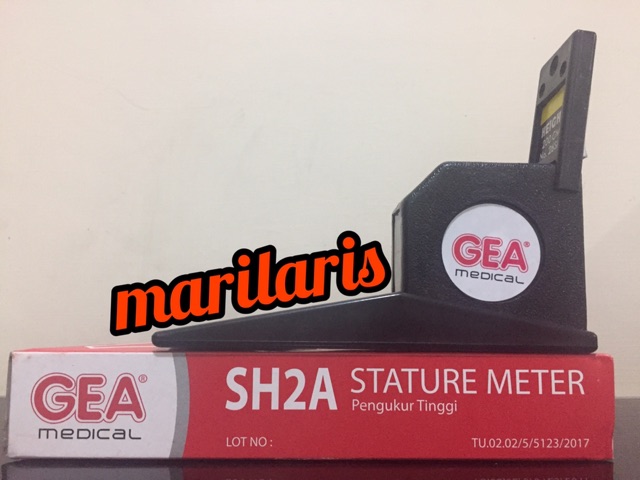 marilaris
GEA®
medical
GEA®
medical
SH2A STATURE METER
Pengukur Tinggi
LOT NO :
TU.02.02/5/5123/2017